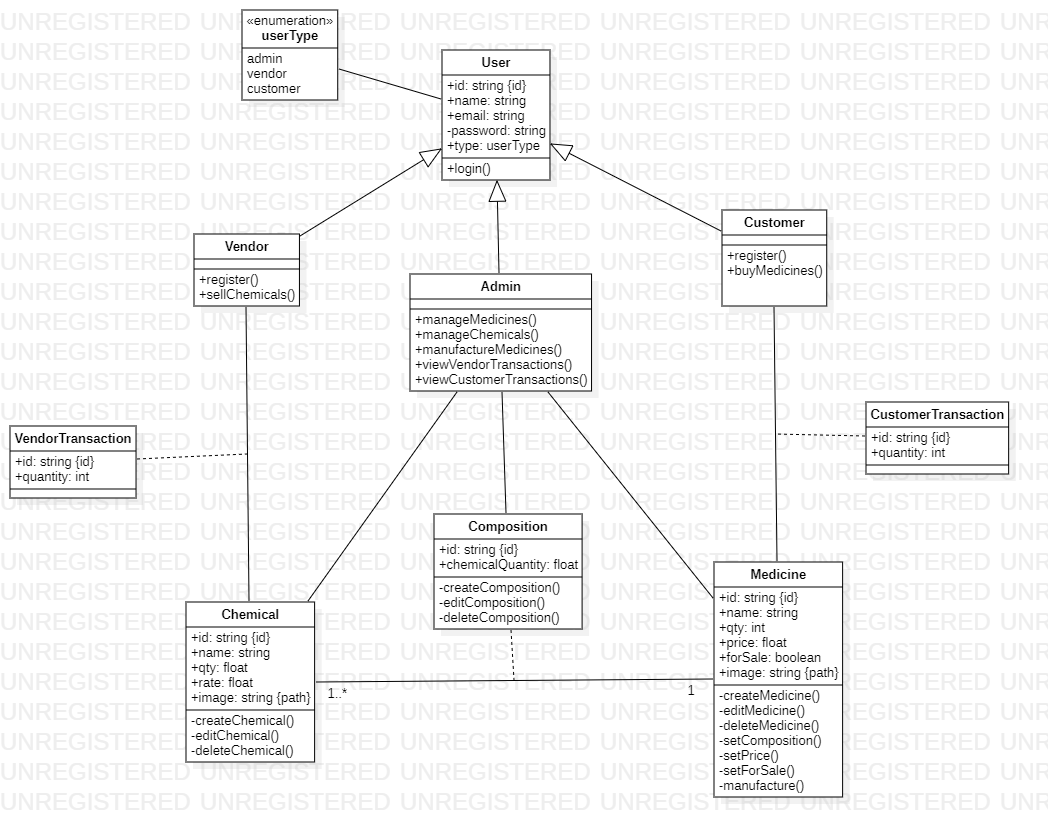 «enumeration»
userType
admin
vendor
customer
User
+id: string {id}
+name: string
+email: string
-password: string
+type: userType
+login()
Vendor
+register()
+sellChemicals()
Admin
+manageMedicines()
+manageChemicals()
+manufactureMedicines()
+viewVendorTransactions()
+viewCustomerTransactions()
Customer
+register()
+buyMedicines()
VendorTransaction
+id: string {id}
+quantity: int
CustomerTransaction
+id: string {id}
+quantity: int
Composition
+id: string {id}
+chemicalQuantity: float
-createComposition()
-editComposition()
-deleteComposition()
Chemical
+id: string {id}
+name: string
+qty: float
+rate: float
+image: string {path}
-createChemical()
-editChemical()
-deleteChemical()
1..*
1
Medicine
+id: string {id}
+name: string
+qty: int
+price: float
+forSale: boolean
+image: string {path}
-createMedicine()
-editMedicine()
-deleteMedicine()
-setComposition()
-setPrice()
-setForSale()
-manufacture()
UNREGISTERED